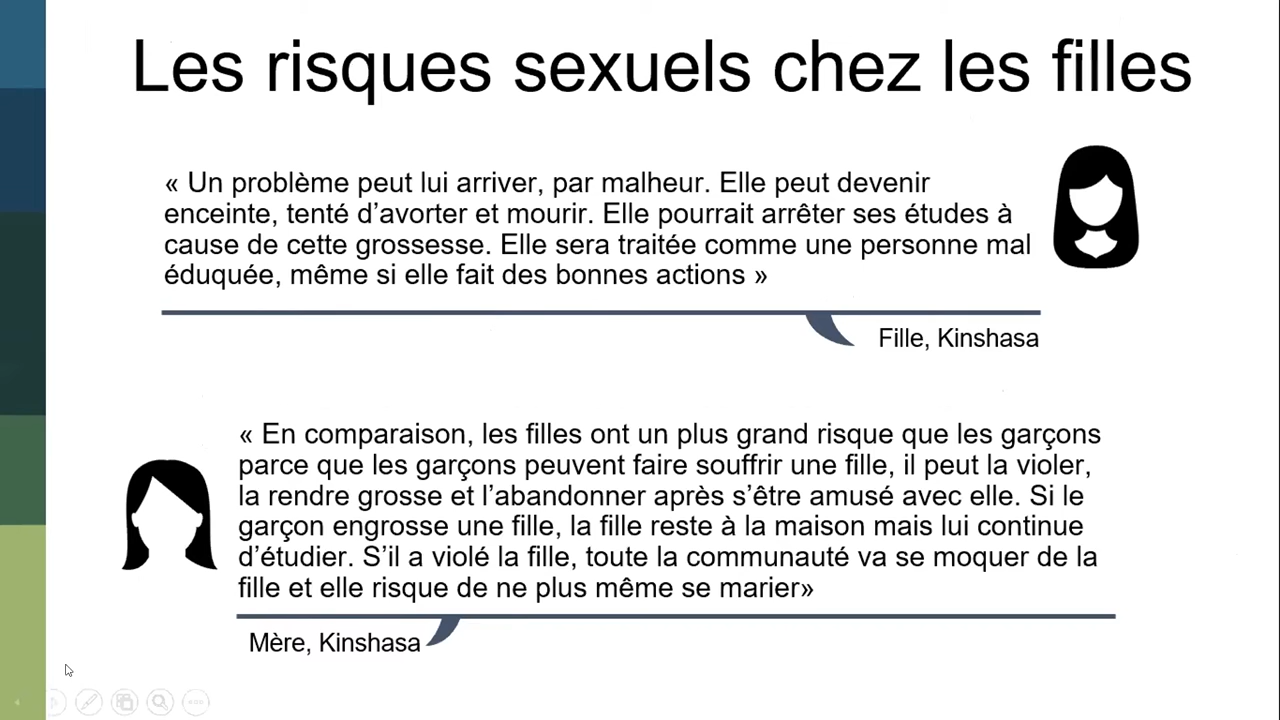 Les risques sexuels chez les filles
« Un problème peut lui arriver, par malheur. Elle peut devenir
enceinte, tenté d’avorter et mourir. Elle pourrait arrêter ses études à
cause de cette grossesse. Elle sera traitée comme une personne mal
éduquée, même si elle fait des bonnes actions »
Fille, Kinshasa
« En comparaison, les filles ont un plus grand risque que les garçons
parce que les garçons peuvent faire souffrir une fille, il peut la violer,
la rendre grosse et l’abandonner après s’être amusé avec elle. Si le
garçon engrosse une fille, la fille reste à la maison mais lui continue
d’étudier. S’il a violé la fille, toute la communauté va se moquer de la
fille et elle risque de ne plus même se marier»
Mère, Kinshasa
4